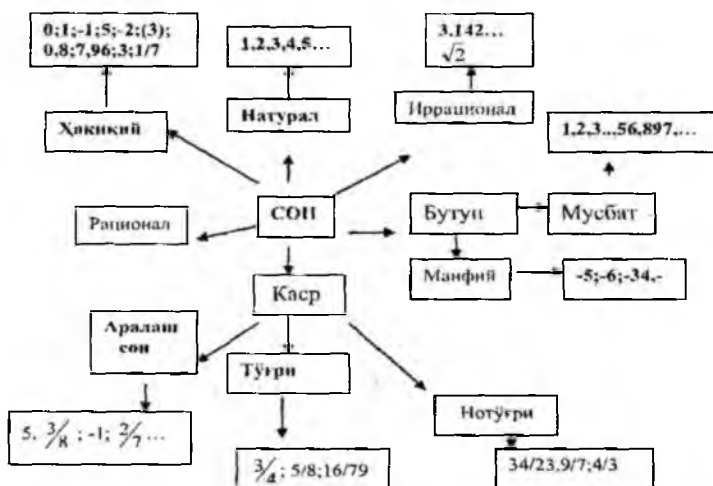 0;1;-1;5;-2;(3);
0,8;7,96;3;1/7
1,2,3,4,5...
3.142...
√2
Ҳақиқий
Натурал
Иррационал
1,2,3..,56,897,...
Рационал
СОН
Бутун
Мусбат
Манфий
-5;-6;-34,-
Каср
Аралаш
сон
Тўғри
Нотўғри
5. 3/8 ; -1; 2/7 ...
3/4; 5/8;16/79
34/23,9/7;4/3